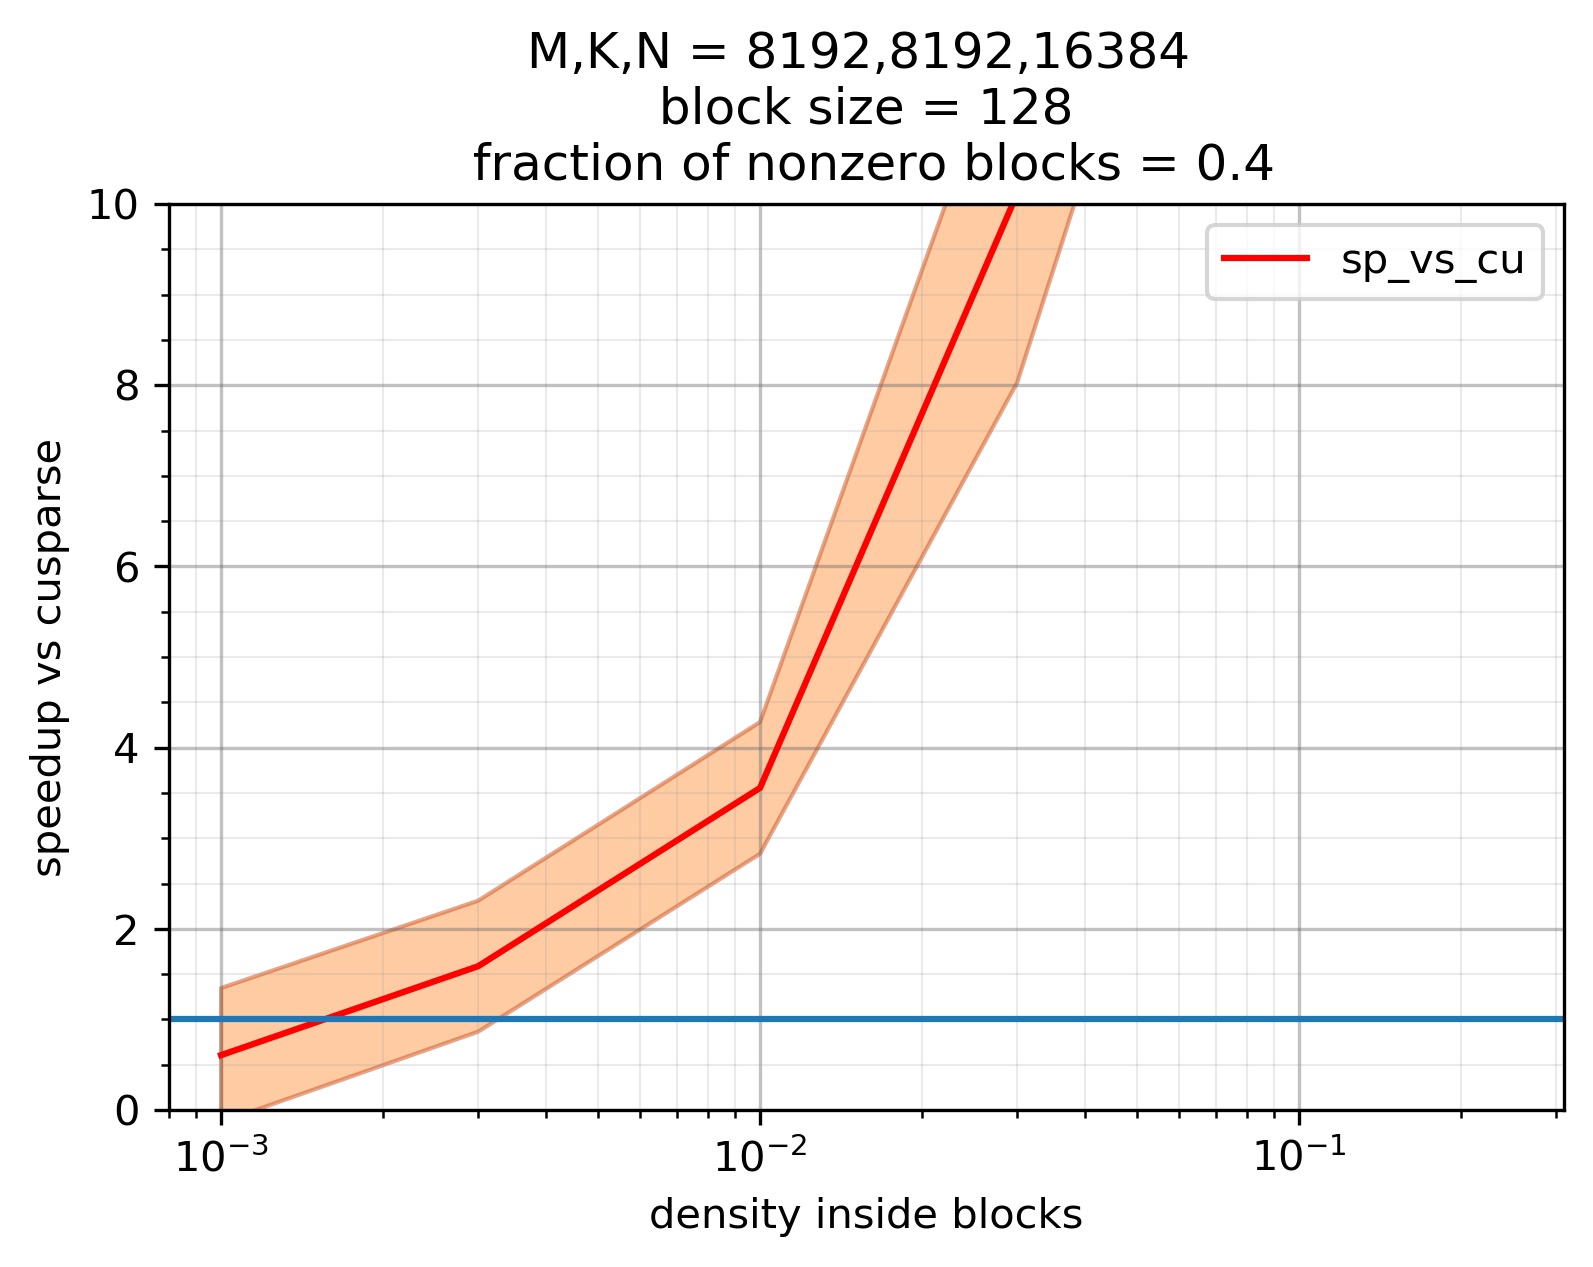 M,K,N = 8192,8192,16384
block size = 128
fraction of nonzero blocks = 0.4
10
8
6
4
2
0
speedup vs cusparse
sp_vs_cu
10⁻³ 10⁻² 10⁻¹
density inside blocks